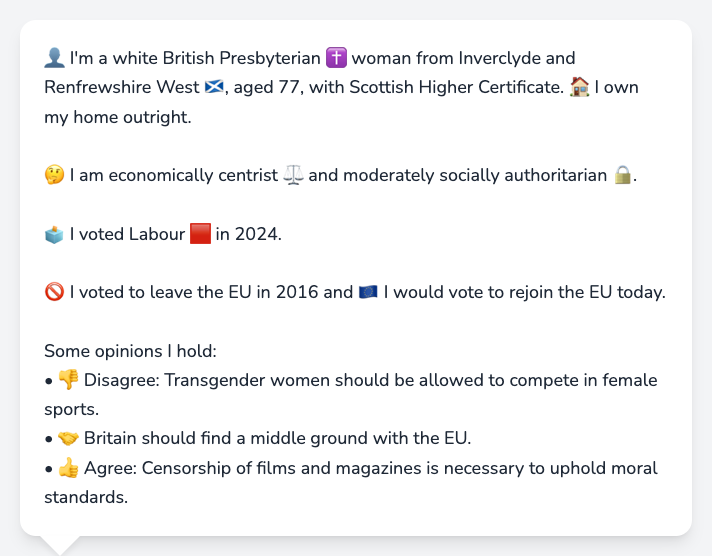 👤 I'm a white British Presbyterian ✝️ woman from Inverclyde and
Renfrewshire West 🏴󠁧󠁢󠁳󠁣󠁴󠁿, aged 77, with Scottish Higher Certificate. 🏠 I own
my home outright.
🤔 I am economically centrist ⚖️ and moderately socially authoritarian 🔒.
🗳️ I voted Labour 🟥 in 2024.
🚫 I voted to leave the EU in 2016 and 🇪🇺 I would vote to rejoin the EU today.
Some opinions I hold:
• 👎 Disagree: Transgender women should be allowed to compete in female
sports.
• 🤝 Britain should find a middle ground with the EU.
• 👍 Agree: Censorship of films and magazines is necessary to uphold moral
standards.